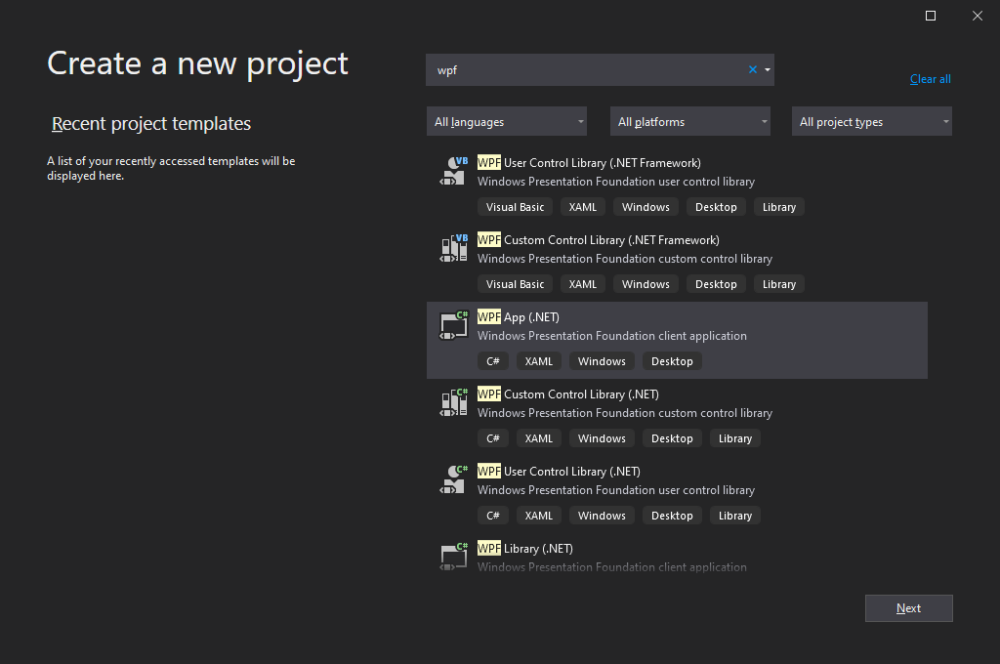 Create a new project
Recent project templates
A list of your recently accessed templates will be
displayed here.
wpf
Clear all
All languages
All platforms
All project types
VB
WPF User Control Library (.NET Framework)
Windows Presentation Foundation user control library
Visual Basic XAML Windows Desktop Library
VB
WPF Custom Control Library (.NET Framework)
Windows Presentation Foundation custom control library
Visual Basic XAML Windows Desktop Library
C#
WPF App (.NET)
Windows Presentation Foundation client application
C# XAML Windows Desktop
C#
WPF Custom Control Library (.NET)
Windows Presentation Foundation custom control library
C# XAML Windows Desktop Library
C#
WPF User Control Library (.NET)
Windows Presentation Foundation user control library
C# XAML Windows Desktop Library
C#
WPF Library (.NET)
Windows Presentation Foundation client application
Next